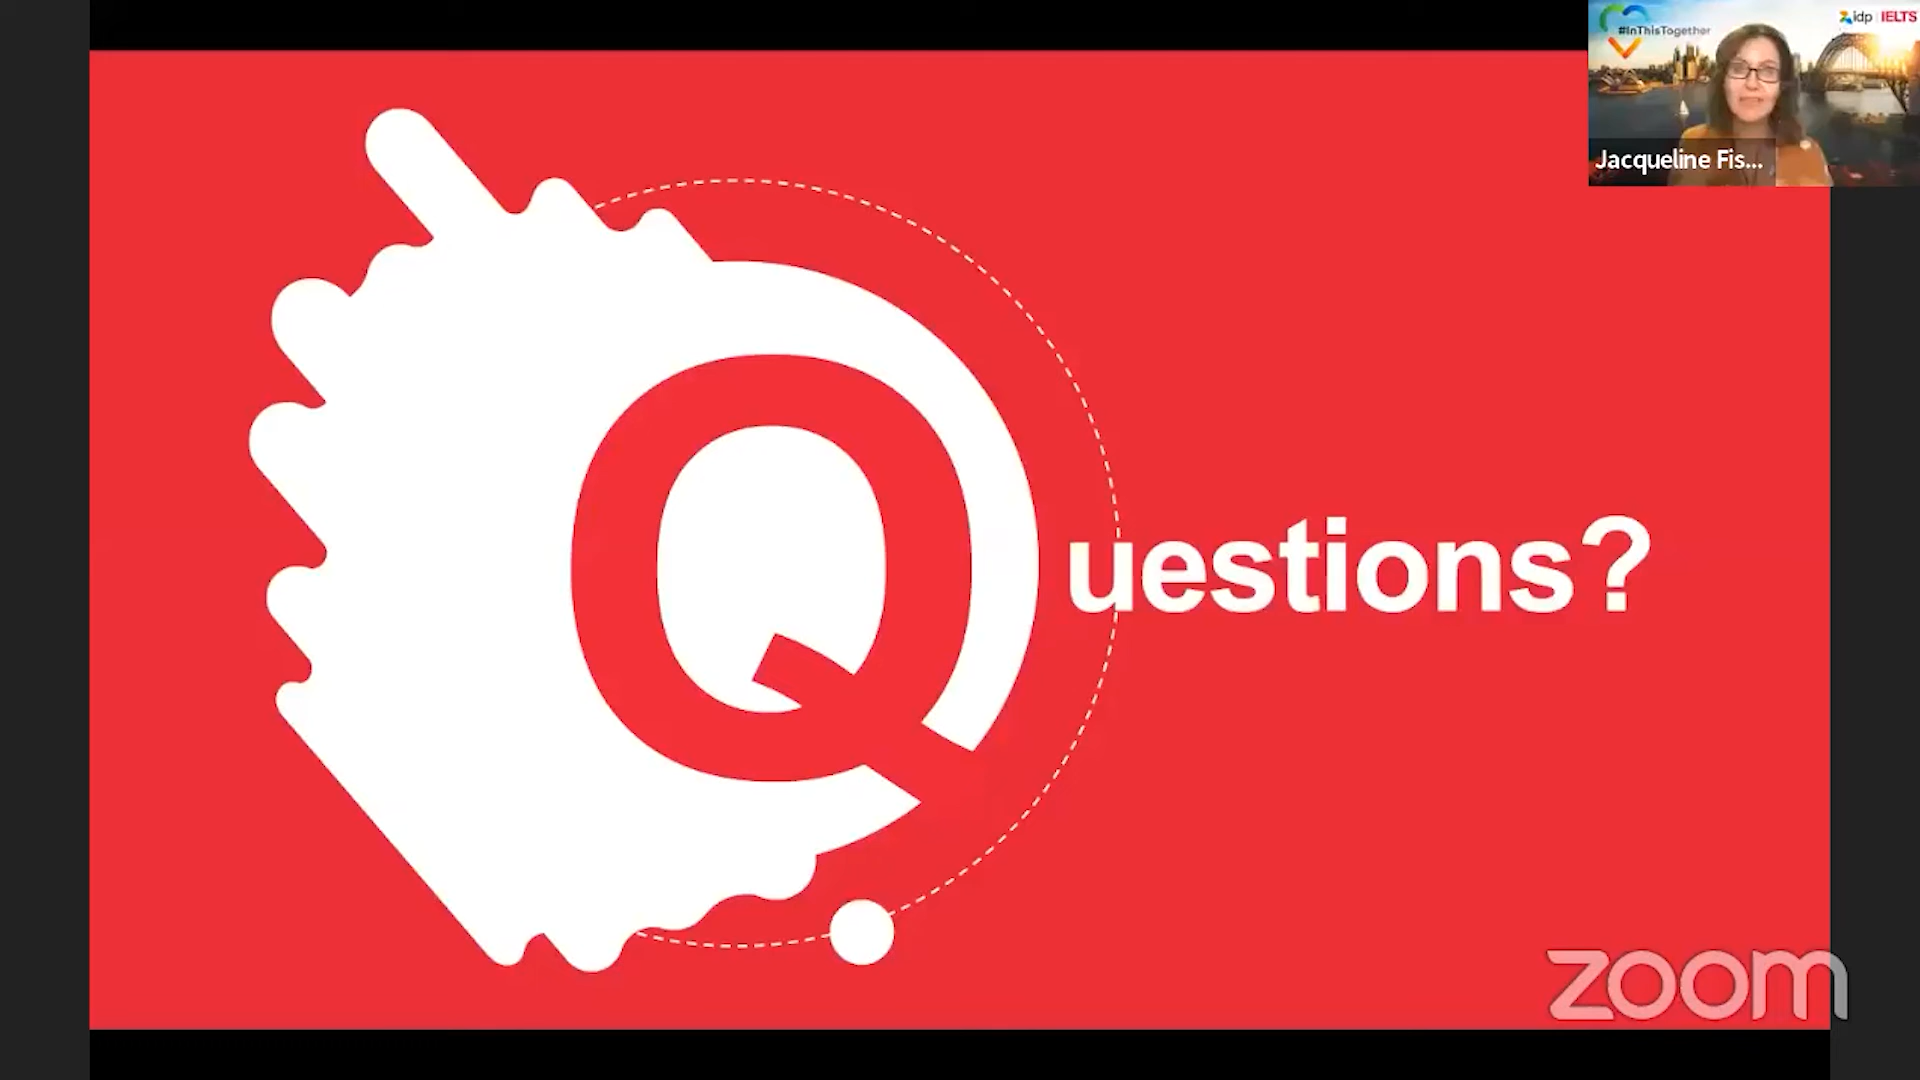 #InThisTogether
idp IELTS
Jacqueline Fis...
Questions?
zoom